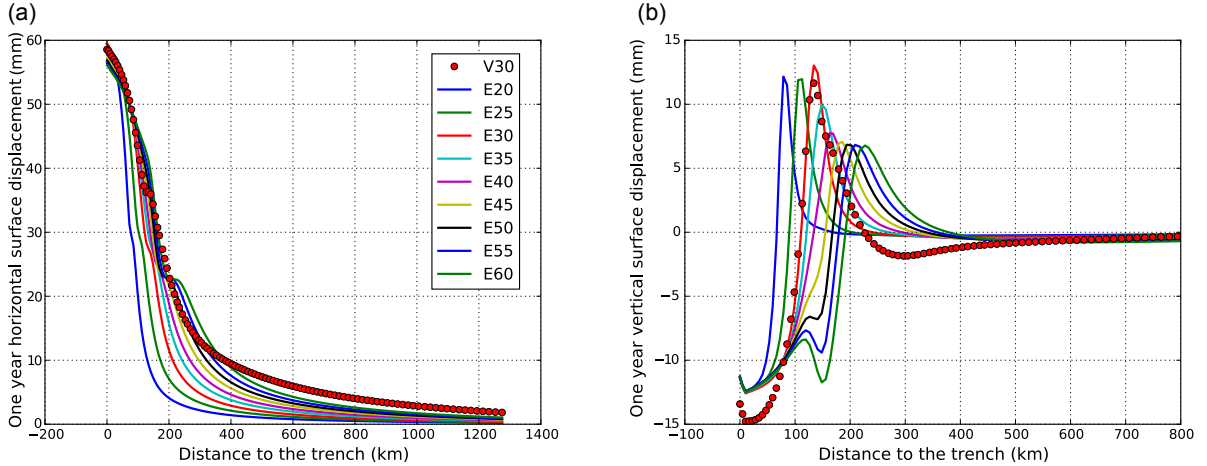 (a)
One year horizontal surface displacement (mm)
60
50
40
30
20
10
0
−200
0
200
400
600
800
1000
1200
1400
Distance to the trench (km)
V30
E20
E25
E30
E35
E40
E45
E50
E55
E60
(b)
One year vertical surface displacement (mm)
15
10
5
0
−5
−10
−15
−100
0
100
200
300
400
500
600
700
800
Distance to the trench (km)